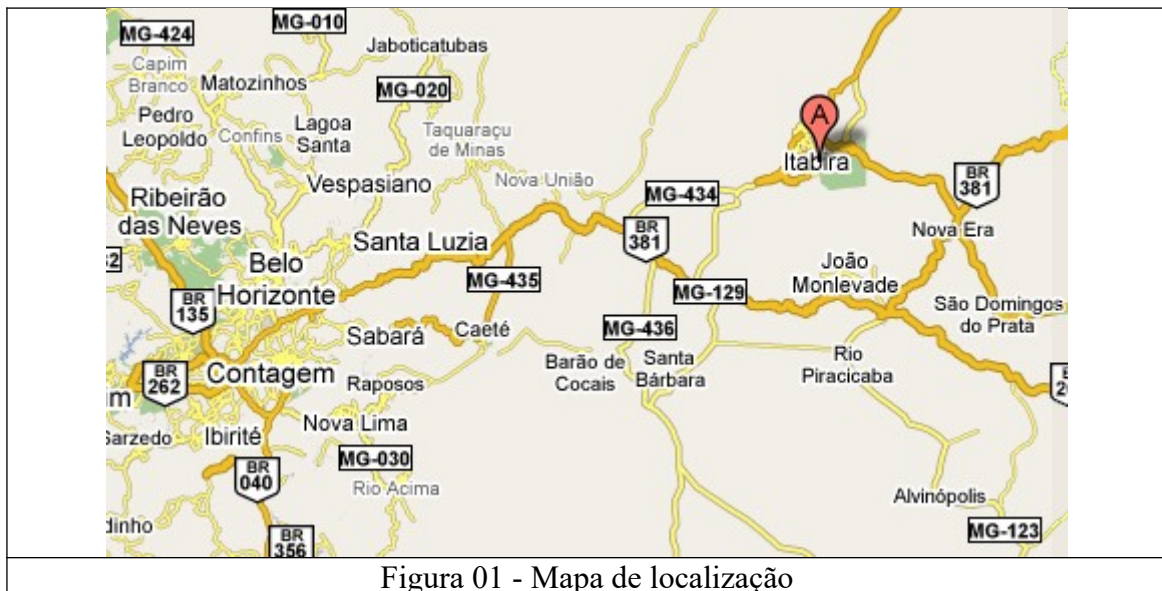 MG-010
MG-424
Jaboticatubas
Capim
Branco
Matozinhos
MG-020
Pedro
Leopoldo
Confins
Lagoa
Santa
Taquaraçu
de Minas
Itabira
A
Vespasiano
Nova União
MG-434
BR
381
Ribeirão
das Neves
Santa Luzia
BR
381
Nova Era
Belo
Horizonte
MG-435
João
Monlevade
MG-129
BR
135
São Domingos
do Prata
Sabará
Caeté
MG-436
BR
262
Contagem
Raposos
Barão de
Cocais
Santa
Bárbara
Rio
Piracicaba
Sarzedo
Ibirité
Nova Lima
MG-030
BR
040
Rio Acima
Alvinópolis
MG-123
BR
356
Figura 01 - Mapa de localização